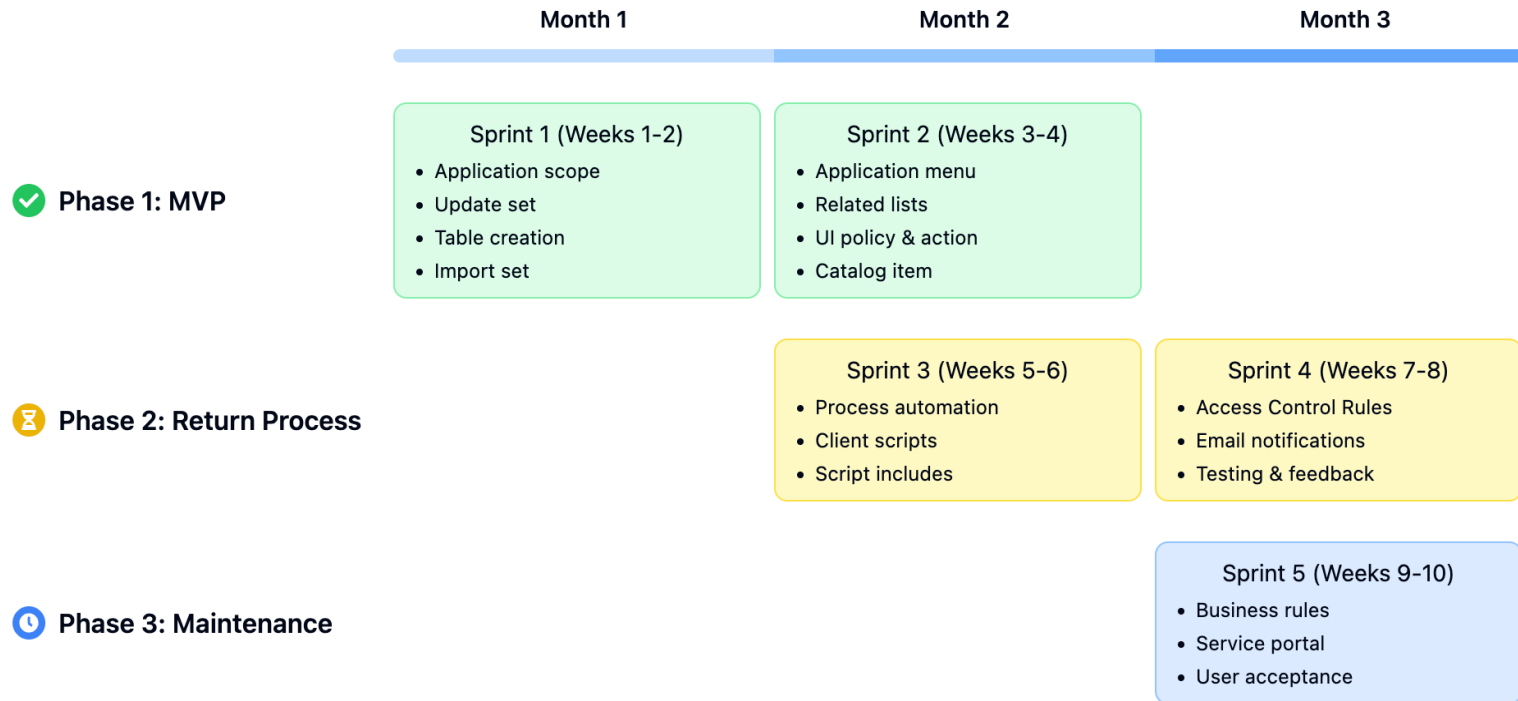 Month 1
Month 2
Month 3
Phase 1: MVP
Sprint 1 (Weeks 1-2)
Application scope
Update set
Table creation
Import set
Sprint 2 (Weeks 3-4)
Application menu
Related lists
UI policy & action
Catalog item
Phase 2: Return Process
Sprint 3 (Weeks 5-6)
Process automation
Client scripts
Script includes
Sprint 4 (Weeks 7-8)
Access Control Rules
Email notifications
Testing & feedback
Phase 3: Maintenance
Sprint 5 (Weeks 9-10)
Business rules
Service portal
User acceptance